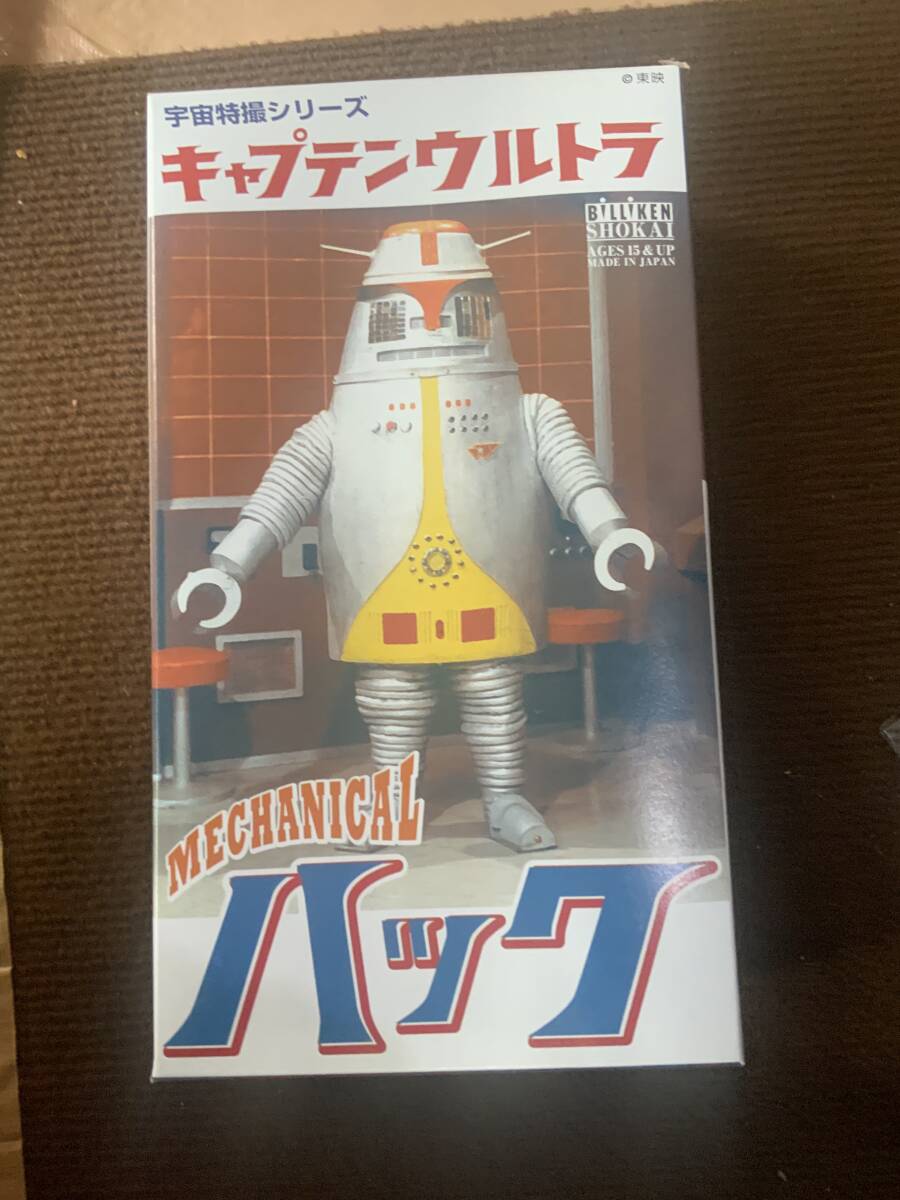 ©東映
宇宙特撮シリーズ
キャプテンウルトラ
BILLIKEN
SHOKAI
AGES 15 & UP
MADE IN JAPAN
MECHANICAL
ハック